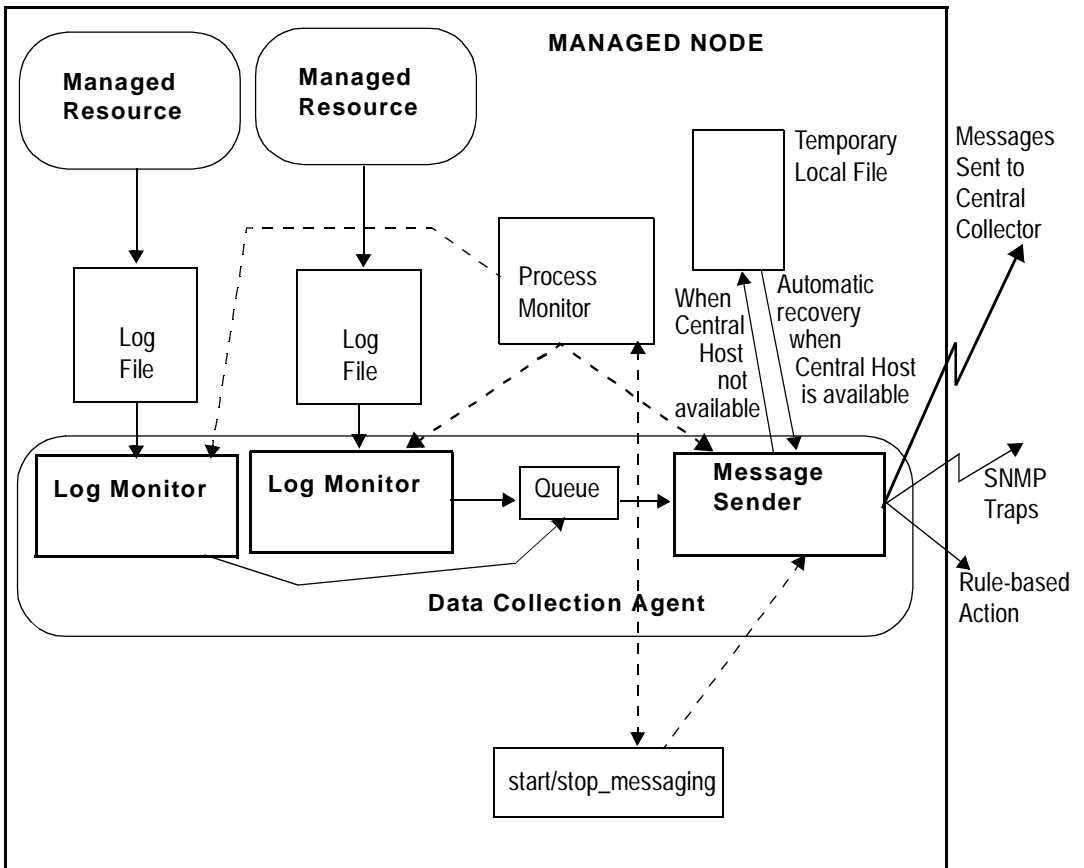 MANAGED NODE
Managed
Resource
Managed
Resource
Temporary
Local File
Messages
Sent to
Central
Collector
Process
Monitor
When
Central
Host
not
available
Automatic
recovery
when
Central Host
is available
Log
File
Log
File
Log Monitor
Log Monitor
Queue
Message
Sender
SNMP
Traps
Data Collection Agent
Rule-based
Action
start/stop_messaging